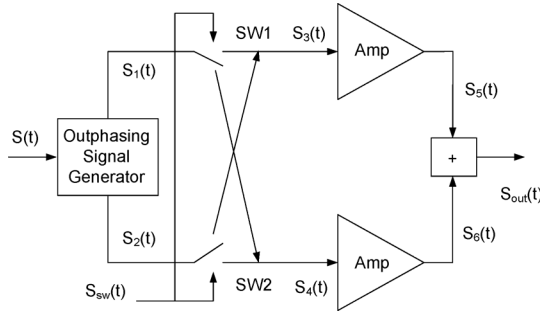 SW1
S3(t)
Amp
S1(t)
S5(t)
S(t)
Outphasing
Signal
Generator
+
Sout(t)
S2(t)
S6(t)
Ssw(t)
SW2
S4(t)
Amp